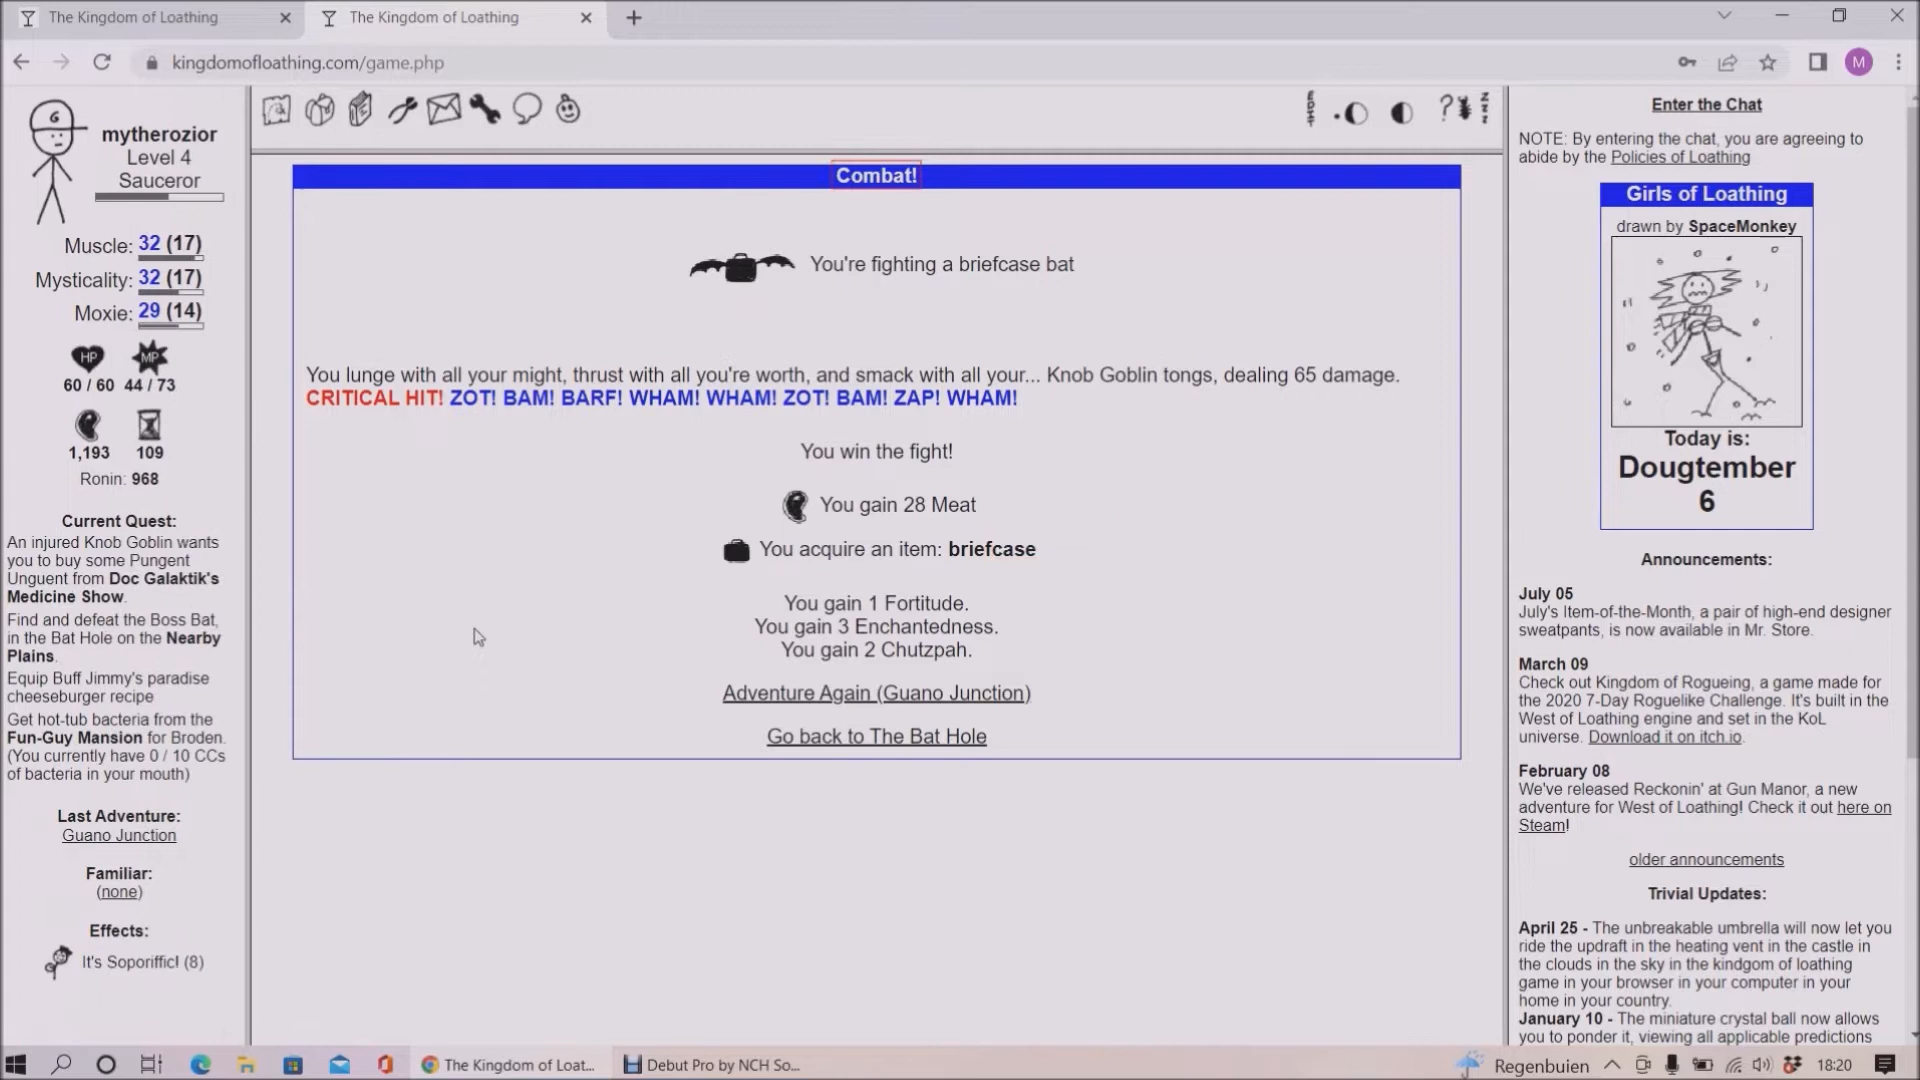 The Kingdom of Loathing
The Kingdom of Loathing
kingdomofloathing.com/game.php
M
G
mytherozior
Level 4
Sauceror
Muscle: 32 (17)
Mysticality: 32 (17)
Moxie: 29 (14)
HP MP
60 / 60 44 / 73
1,193 109
Ronin: 968
Current Quest:
An injured Knob Goblin wants
you to buy some Pungent
Unguent from Doc Galaktik's
Medicine Show.
Find and defeat the Boss Bat,
in the Bat Hole on the Nearby
Plains.
Equip Buff Jimmy's paradise
cheeseburger recipe
Get hot-tub bacteria from the
Fun-Guy Mansion for Broden.
(You currently have 0 / 10 CCs
of bacteria in your mouth)
Last Adventure:
Guano Junction
Familiar:
(none)
Effects:
It's Soporiffic! (8)
Combat!
You're fighting a briefcase bat
You lunge with all your might, thrust with all you're worth, and smack with all your... Knob Goblin tongs, dealing 65 damage.
CRITICAL HIT! ZOT! BAM! BARF! WHAM! WHAM! ZOT! BAM! ZAP! WHAM!
You win the fight!
You gain 28 Meat
You acquire an item: briefcase
You gain 1 Fortitude.
You gain 3 Enchantedness.
You gain 2 Chutzpah.
Adventure Again (Guano Junction)
Go back to The Bat Hole
Enter the Chat
NOTE: By entering the chat, you are agreeing to
abide by the Policies of Loathing
Girls of Loathing
drawn by SpaceMonkey
Today is:
Dougtember
6
Announcements:
July 05
July's Item-of-the-Month, a pair of high-end designer
sweatpants, is now available in Mr. Store.
March 09
Check out Kingdom of Rogueing, a game made for
the 2020 7-Day Roguelike Challenge. It's built in the
West of Loathing engine and set in the KoL
universe. Download it on itch.io.
February 08
We've released Reckonin' at Gun Manor, a new
adventure for West of Loathing! Check it out here on
Steam!
older announcements
Trivial Updates:
April 25 - The unbreakable umbrella will now let you
ride the updraft in the heating vent in the castle in
the clouds in the sky in the kindgom of loathing
game in your browser in your computer in your
home in your country.
January 10 - The miniature crystal ball now allows
you to ponder it, viewing all applicable predictions
The Kingdom of Loat...
Debut Pro by NCH So...
Regenbuien
18:20